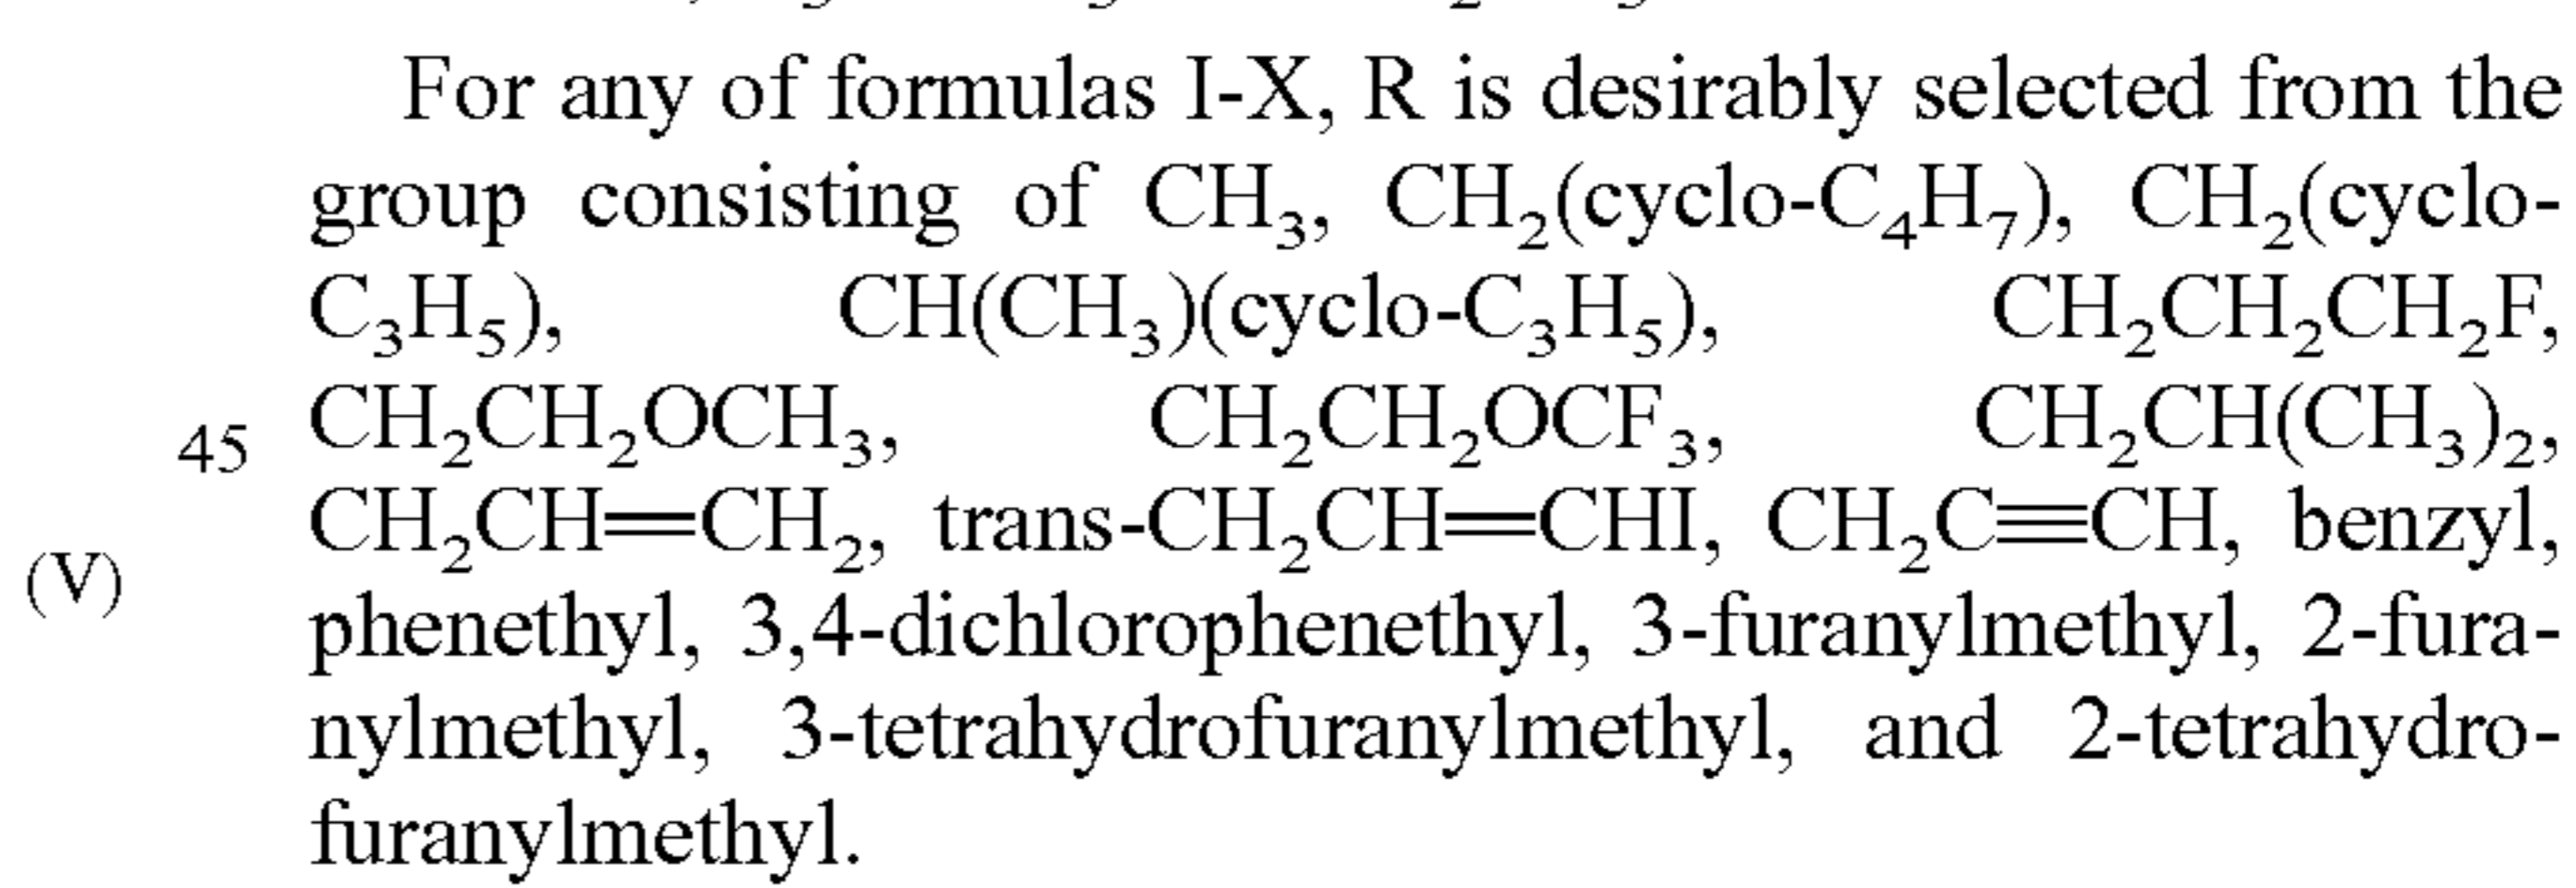 For any of formulas I-X, R is desirably selected from the
group consisting of CH₃, CH₂(cyclo-C₄H₇), CH₂(cyclo-
C₃H₅), CH(CH₃)(cyclo-C₃H₅), CH₂CH₂CH₂F,
45 CH₂CH₂OCH₃, CH₂CH₂OCF₃, CH₂CH(CH₃)₂,
CH₂CH=CH₂, trans-CH₂CH=CHI, CH₂C≡CH, benzyl,
(V)
phenethyl, 3,4-dichlorophenethyl, 3-furanylmethyl, 2-fura-
nylmethyl, 3-tetrahydrofuranylmethyl, and 2-tetrahydro-
furanylmethyl.